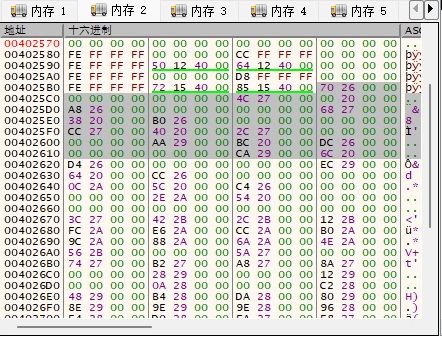 内存 1 内存 2 内存 3 内存 4 内存 5
地址 十六进制 ASC
00402570 00 00 00 00 00 00 00 00 00 00 00 00 00 00 00 00 ..
00402580 FE FF FF FF 00 00 00 00 CC FF FF FF 00 00 00 00 þÿ
00402590 FE FF FF FF 50 12 40 00 64 12 40 00 00 00 00 00 þÿ
004025A0 FE FF FF FF 00 00 00 00 D8 FF FF FF 00 00 00 00 þÿ
004025B0 FE FF FF FF 72 15 40 00 85 15 40 00 70 26 00 00 þÿ
004025C0 00 00 00 00 00 00 00 00 4C 27 00 00 00 20 00 00 ..
004025D0 A8 26 00 00 00 00 00 00 00 00 00 00 68 27 00 00 ¨&
004025E0 38 20 00 00 B0 26 00 00 00 00 00 00 00 00 00 00 8
004025F0 CC 27 00 00 40 20 00 00 2C 27 00 00 00 00 00 00 Ì'
00402600 00 00 00 00 AA 29 00 00 BC 20 00 00 DC 26 00 00 ..
00402610 00 00 00 00 00 00 00 00 CA 29 00 00 6C 20 00 00 ..
00402620 D4 26 00 00 00 00 00 00 00 00 00 00 EC 29 00 00 Ô&
00402630 64 20 00 00 CC 26 00 00 00 00 00 00 00 00 00 00 d
00402640 0C 2A 00 00 5C 20 00 00 C4 26 00 00 00 00 00 00 .*
00402650 00 00 00 00 2E 2A 00 00 54 20 00 00 00 00 00 00 ..
00402660 00 00 00 00 00 00 00 00 00 00 00 00 00 00 00 00 ..
00402670 3C 27 00 00 42 2B 00 00 2C 2B 00 00 12 2B 00 00 <'
00402680 FC 2A 00 00 E6 2A 00 00 CC 2A 00 00 B0 2A 00 00 ü*
00402690 9C 2A 00 00 88 2A 00 00 6A 2A 00 00 4E 2A 00 00 .*
004026A0 56 2B 00 00 00 00 00 00 5A 27 00 00 00 00 00 00 V+
004026B0 74 27 00 00 B2 27 00 00 A8 27 00 00 8A 27 00 00 t'
004026C0 00 00 00 00 28 29 00 00 00 00 00 00 12 29 00 00 ..
004026D0 00 00 00 00 0A 28 00 00 00 00 00 00 C2 28 00 00 ..
004026E0 48 29 00 00 B4 28 00 00 DA 28 00 00 80 29 00 00 H)
004026F0 8E 29 00 00 9E 29 00 00 9E 28 00 00 86 28 00 00 .)